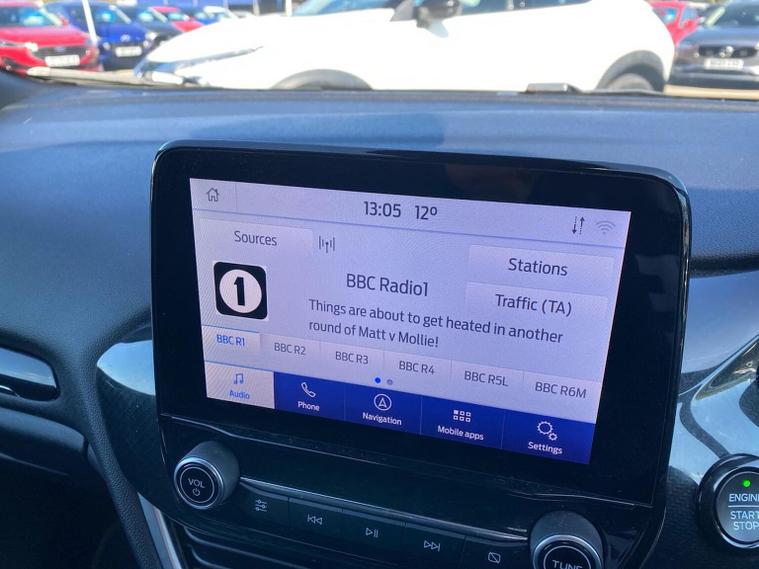 13:05 12º
Sources
Stations
1
BBC Radio1
Traffic (TA)
Things are about to get heated in another
round of Matt v Mollie!
BBC R1 BBC R2 BBC R3 BBC R4 BBC R5L BBC R6M
Audio Phone Navigation Mobile apps Settings
VOL
TUNE
ENGINE
START
STOP